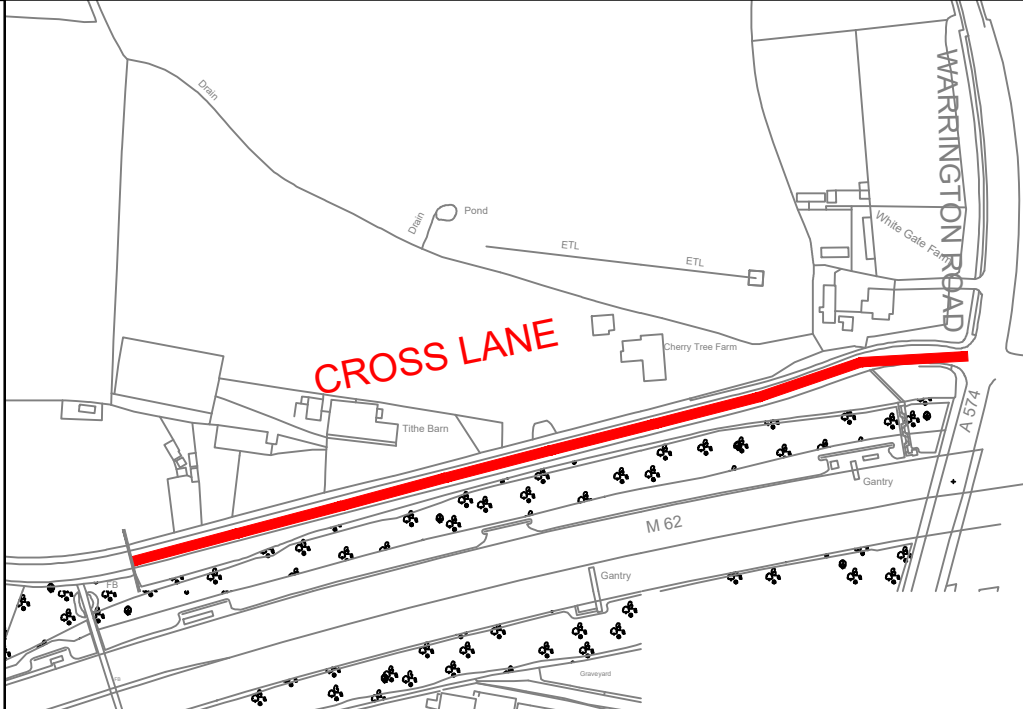 Drain
WARRINGTON ROAD
Pond
Drain
White Gate Farm
ETL
ETL
CROSS LANE
Cherry Tree Farm
A 574
Tithe Barn
Gantry
M 62
Gantry
FB
Graveyard
FB